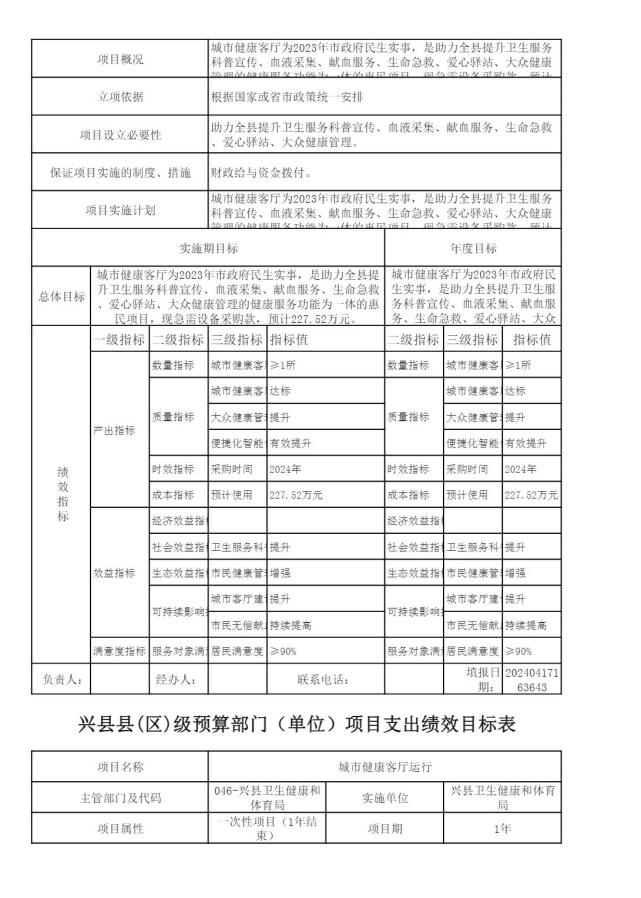 项目概况
城市健康客厅为2023年市政府民生实事，是助力全县提升卫生服务
科普宣传、血液采集、献血服务、生命急救、爱心驿站、大众健康
管理的健康服务功能为一体的惠民项目，现急需设备采购款，预计
立项依据
根据国家或省市政策统一安排
项目设立必要性
助力全县提升卫生服务科普宣传、血液采集、献血服务、生命急救
、爱心驿站、大众健康管理。
保证项目实施的制度、措施
财政给与资金拨付。
项目实施计划
城市健康客厅为2023年市政府民生实事，是助力全县提升卫生服务
科普宣传、血液采集、献血服务、生命急救、爱心驿站、大众健康
管理的健康服务功能为一体的惠民项目，现急需设备采购款，预计
实施期目标
年度目标
总体目标
城市健康客厅为2023年市政府民生实事，是助力全县提
升卫生服务科普宣传、血液采集、献血服务、生命急救
、爱心驿站、大众健康管理的健康服务功能为一体的惠
民项目，现急需设备采购款，预计227.52万元。
城市健康客厅为2023年市政府民
生实事，是助力全县提升卫生服
务科普宣传、血液采集、献血服
务、生命急救、爱心驿站、大众
绩效指标
一级指标 二级指标 三级指标 指标值 二级指标 三级指标 指标值
产出指标
数量指标 城市健康客 ≥1所 数量指标 城市健康客 ≥1所
质量指标 城市健康客 达标 质量指标 城市健康客 达标
大众健康管 提升 大众健康管 提升
便捷化智能 有效提升 便捷化智能 有效提升
时效指标 采购时间 2024年 时效指标 采购时间 2024年
成本指标 预计使用 227.52万元 成本指标 预计使用 227.52万元
效益指标
经济效益指 经济效益指
社会效益指 卫生服务科 提升 社会效益指 卫生服务科 提升
生态效益指 市民健康管 增强 生态效益指 市民健康管 增强
可持续影响 城市客厅建 提升 可持续影响 城市客厅建 提升
市民无偿献 持续提高 市民无偿献 持续提高
满意度指标 服务对象满 居民满意度 ≥90% 服务对象满 居民满意度 ≥90%
负责人： 经办人： 联系电话： 填报日期： 20240417163643
兴县县(区)级预算部门（单位）项目支出绩效目标表
项目名称 城市健康客厅运行
主管部门及代码 046-兴县卫生健康和体育局 实施单位 兴县卫生健康和体育局
项目属性 一次性项目（1年结束） 项目期 1年